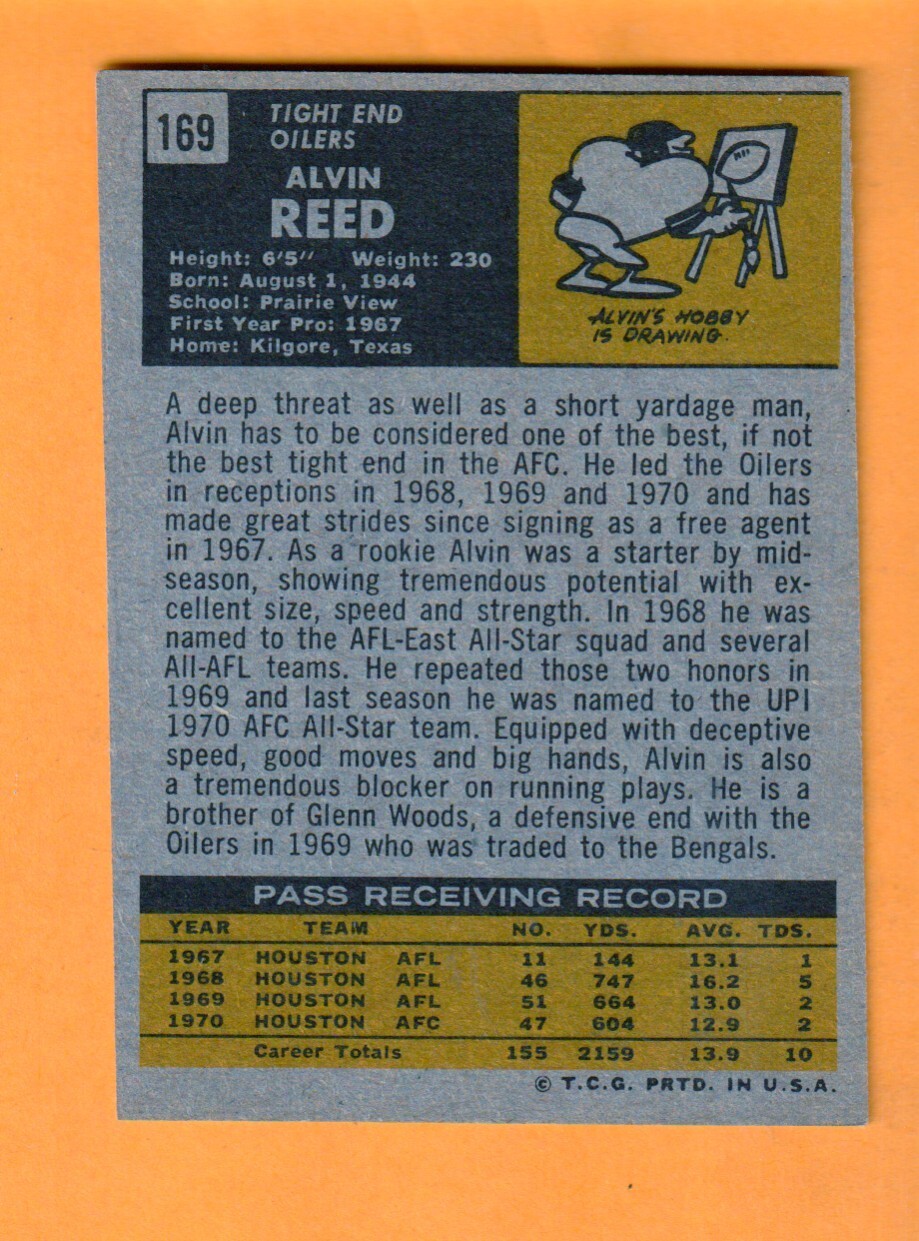 169
TIGHT END
OILERS
ALVIN
REED
Height: 6'5" Weight: 230
Born: August 1, 1944
School: Prairie View
First Year Pro: 1967
Home: Kilgore, Texas
ALVIN'S HOBBY
IS DRAWING.
A deep threat as well as a short yardage man,
Alvin has to be considered one of the best, if not
the best tight end in the AFC. He led the Oilers
in receptions in 1968, 1969 and 1970 and has
made great strides since signing as a free agent
in 1967. As a rookie Alvin was a starter by mid-
season, showing tremendous potential with ex-
cellent size, speed and strength. In 1968 he was
named to the AFL-East All-Star squad and several
All-AFL teams. He repeated those two honors in
1969 and last season he was named to the UPI
1970 AFC All-Star team. Equipped with deceptive
speed, good moves and big hands, Alvin is also
a tremendous blocker on running plays. He is a
brother of Glenn Woods, a defensive end with the
Oilers in 1969 who was traded to the Bengals.
PASS RECEIVING RECORD
YEAR TEAM NO. YDS. AVG. TDS.
1967 HOUSTON AFL 11 144 13.1 1
1968 HOUSTON AFL 46 747 16.2 5
1969 HOUSTON AFL 51 664 13.0 2
1970 HOUSTON AFC 47 604 12.9 2
Career Totals 155 2159 13.9 10
© T.C.G. PRTD. IN U.S.A.